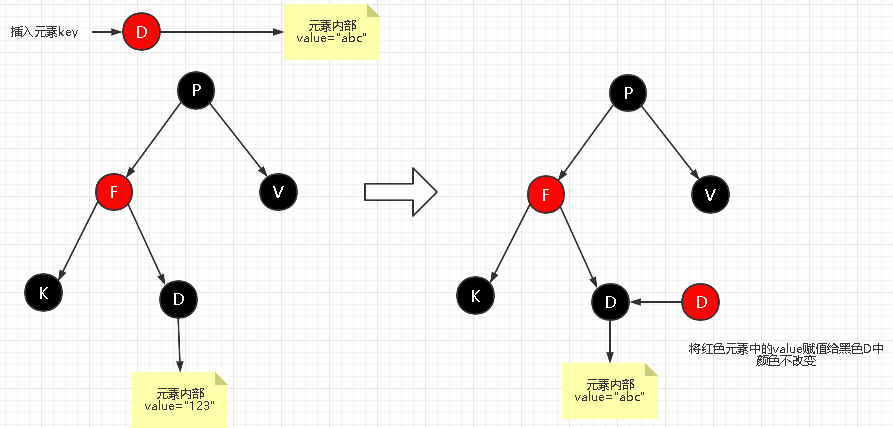 插入元素key
D
元素内部
value="abc"
P
F
V
K
D
元素内部
value="123"
P
F
V
K
D
D
将红色元素中的value赋值给黑色D中
颜色不改变
元素内部
value="abc"